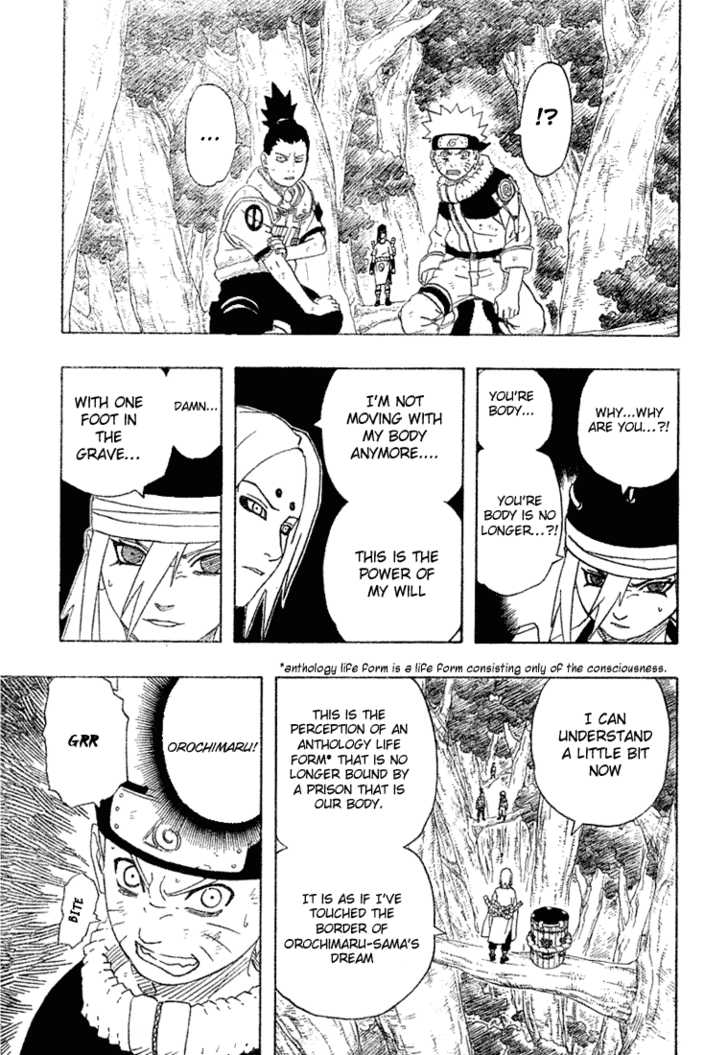 !?
...
WHY...WHY
ARE YOU...?!
YOU'RE
BODY...
YOU'RE
BODY IS NO
LONGER..?!
I'M NOT
MOVING WITH
MY BODY
ANYMORE....
THIS IS THE
POWER OF
MY WILL
DAMN...
WITH ONE
FOOT IN
THE
GRAVE...
*anthology life form is a life form consisting only of the consciousness.
I CAN
UNDERSTAND
A LITTLE BIT
NOW
THIS IS THE
PERCEPTION OF AN
ANTHOLOGY LIFE
FORM* THAT IS NO
LONGER BOUND BY
A PRISON THAT IS
OUR BODY.
IT IS AS IF I'VE
TOUCHED THE
BORDER OF
OROCHIMARU-SAMA'S
DREAM
OROCHIMARU!
GRR
BITE